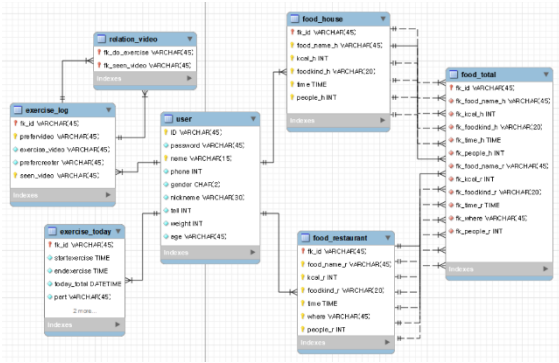 relation_video
fk_do_exercise VARCHAR(45)
fk_seen_video VARCHAR(45)
Indexes
exercise_log
fk_id VARCHAR(45)
prefervideo VARCHAR(45)
exercise_video VARCHAR(45)
prefercreater VARCHAR(45)
seen_video VARCHAR(45)
Indexes
exercise_today
fk_id VARCHAR(45)
startexercise TIME
endexercise TIME
today_total DATETIME
part VARCHAR(45)
2 more...
Indexes
user
ID VARCHAR(45)
password VARCHAR(45)
name VARCHAR(15)
phone INT
gender CHAR(2)
nickname VARCHAR(30)
tall INT
weight INT
age VARCHAR(45)
Indexes
food_house
fk_id VARCHAR(45)
food_name_h VARCHAR(45)
kcal_h INT
foodkind_h VARCHAR(20)
time TIME
people_h INT
Indexes
food_restaurant
fk_id VARCHAR(45)
food_name_r VARCHAR(45)
kcal_r INT
foodkind_r VARCHAR(20)
time TIME
where VARCHAR(45)
people_r INT
Indexes
food_total
fk_id VARCHAR(45)
fk_food_name_h VARCHAR(45)
fk_kcal_h INT
fk_foodkind_h VARCHAR(20)
fk_time_h TIME
fk_people_h INT
fk_food_name_r VARCHAR(45)
fk_kcal_r INT
fk_foodkind_r VARCHAR(20)
fk_time_r TIME
fk_where VARCHAR(45)
fk_people_r INT
Indexes